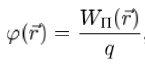 φ(r⃗) = W_П(r⃗) / q,